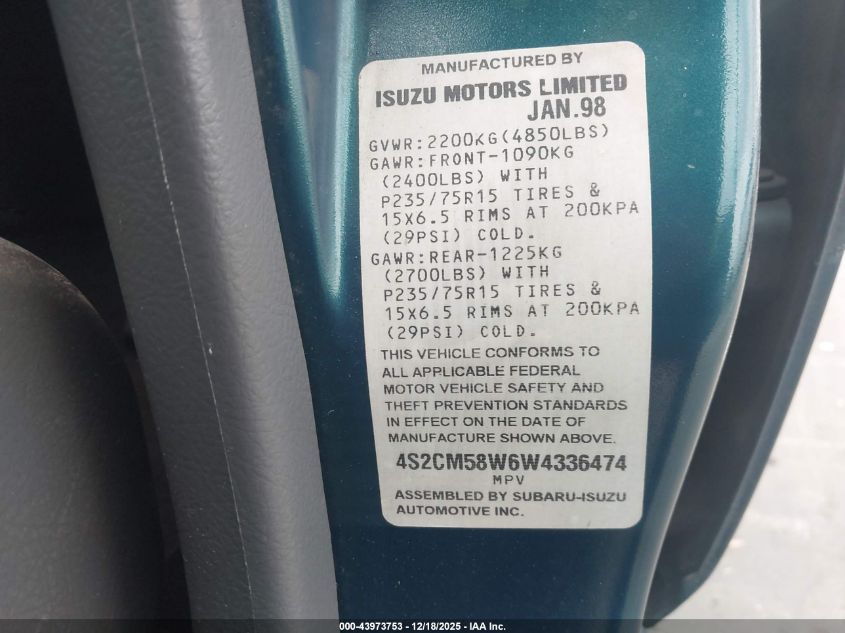 MANUFACTURED BY
ISUZU MOTORS LIMITED
JAN.98
GVWR:2200KG(4850LBS)
GAWR:FRONT-1090KG
(2400LBS) WITH
P235/75R15 TIRES &
15X6.5 RIMS AT 200KPA
(29PSI) COLD.
GAWR:REAR-1225KG
(2700LBS) WITH
P235/75R15 TIRES &
15X6.5 RIMS AT 200KPA
(29PSI) COLD.
THIS VEHICLE CONFORMS TO
ALL APPLICABLE FEDERAL
MOTOR VEHICLE SAFETY AND
THEFT PREVENTION STANDARDS
IN EFFECT ON THE DATE OF
MANUFACTURE SHOWN ABOVE.
4S2CM58W6W4336474
MPV
ASSEMBLED BY SUBARU-ISUZU
AUTOMOTIVE INC.
000-43973753 - 12/18/2025 - IAA Inc.